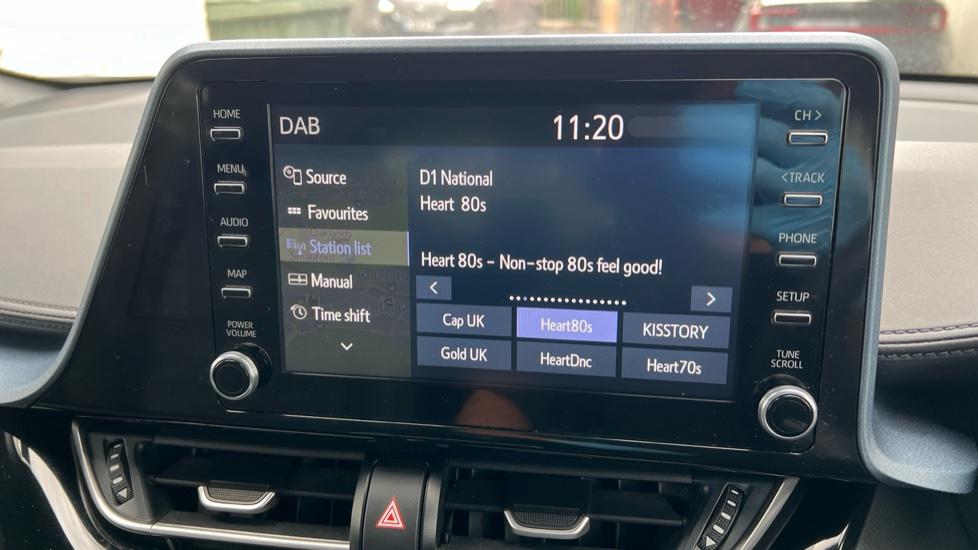 HOME
MENU
AUDIO
MAP
POWER
VOLUME
DAB
11:20
Source
Favourites
Station list
Manual
Time shift
D1 National
Heart 80s
Heart 80s - Non-stop 80s feel good!
<
>
Cap UK
Heart80s
KISSTORY
Gold UK
HeartDnc
Heart70s
CH >
< TRACK
PHONE
SETUP
TUNE
SCROLL